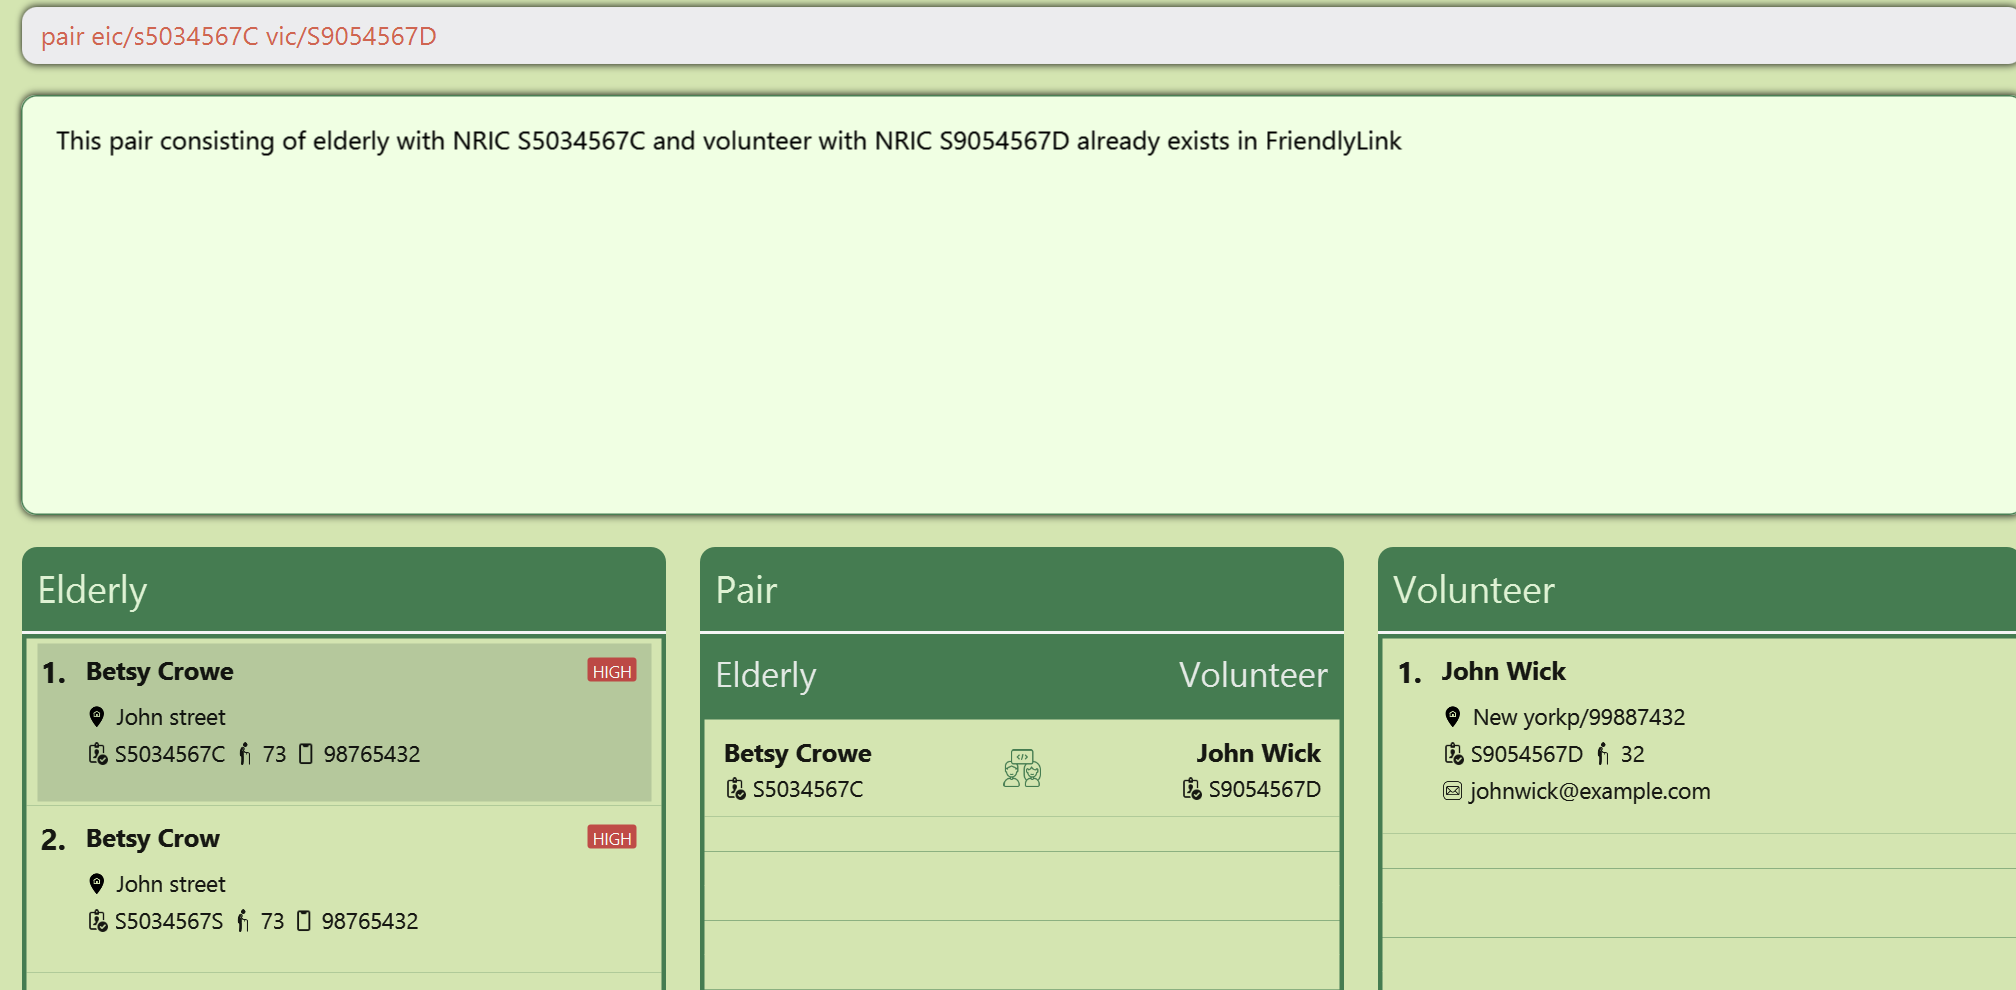 pair eic/s5034567C vic/S9054567D
This pair consisting of elderly with NRIC S5034567C and volunteer with NRIC S9054567D already exists in FriendlyLink
Elderly
1. Betsy Crowe HIGH
John street
S5034567C 73 98765432
2. Betsy Crow HIGH
John street
S5034567S 73 98765432
Pair
Elderly Volunteer
Betsy Crowe </> John Wick
S5034567C S9054567D
Volunteer
1. John Wick
New yorkp/99887432
S9054567D 32
johnwick@example.com